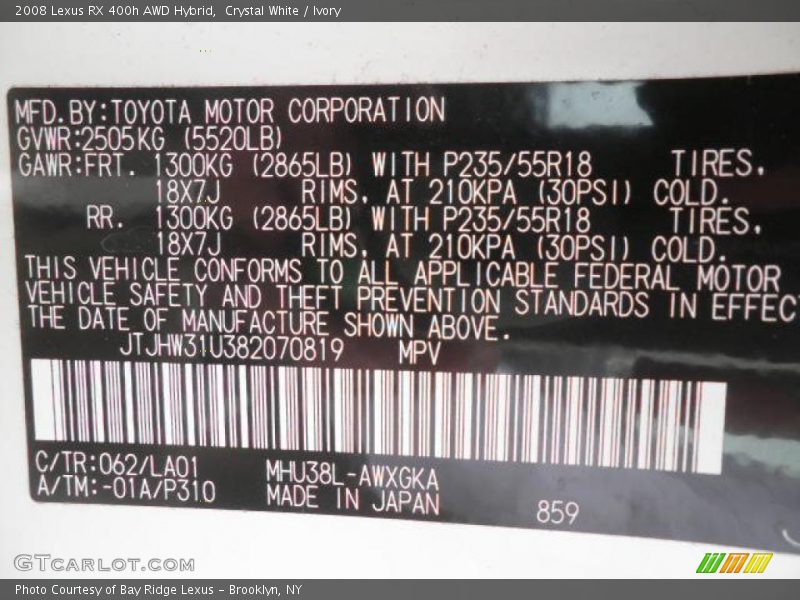 2008 Lexus RX 400h AWD Hybrid,  Crystal White / Ivory
MFD.BY:TOYOTA MOTOR CORPORATION
GVWR:2505KG (5520LB)
GAWR:FRT. 1300KG (2865LB) WITH P235/55R18 TIRES,
18X7J RIMS, AT 210KPA (30PSI) COLD.
RR. 1300KG (2865LB) WITH P235/55R18 TIRES,
18X7J RIMS, AT 210KPA (30PSI) COLD.
THIS VEHICLE CONFORMS TO ALL APPLICABLE FEDERAL MOTOR
VEHICLE SAFETY AND THEFT PREVENTION STANDARDS IN EFFEC
THE DATE OF MANUFACTURE SHOWN ABOVE.
JTJHW31U382070819 MPV
C/TR:062/LA01 MHU38L-AWXGKA
A/TM:-01A/P310 MADE IN JAPAN 859
GTcarlot.com
Photo Courtesy of Bay Ridge Lexus - Brooklyn, NY